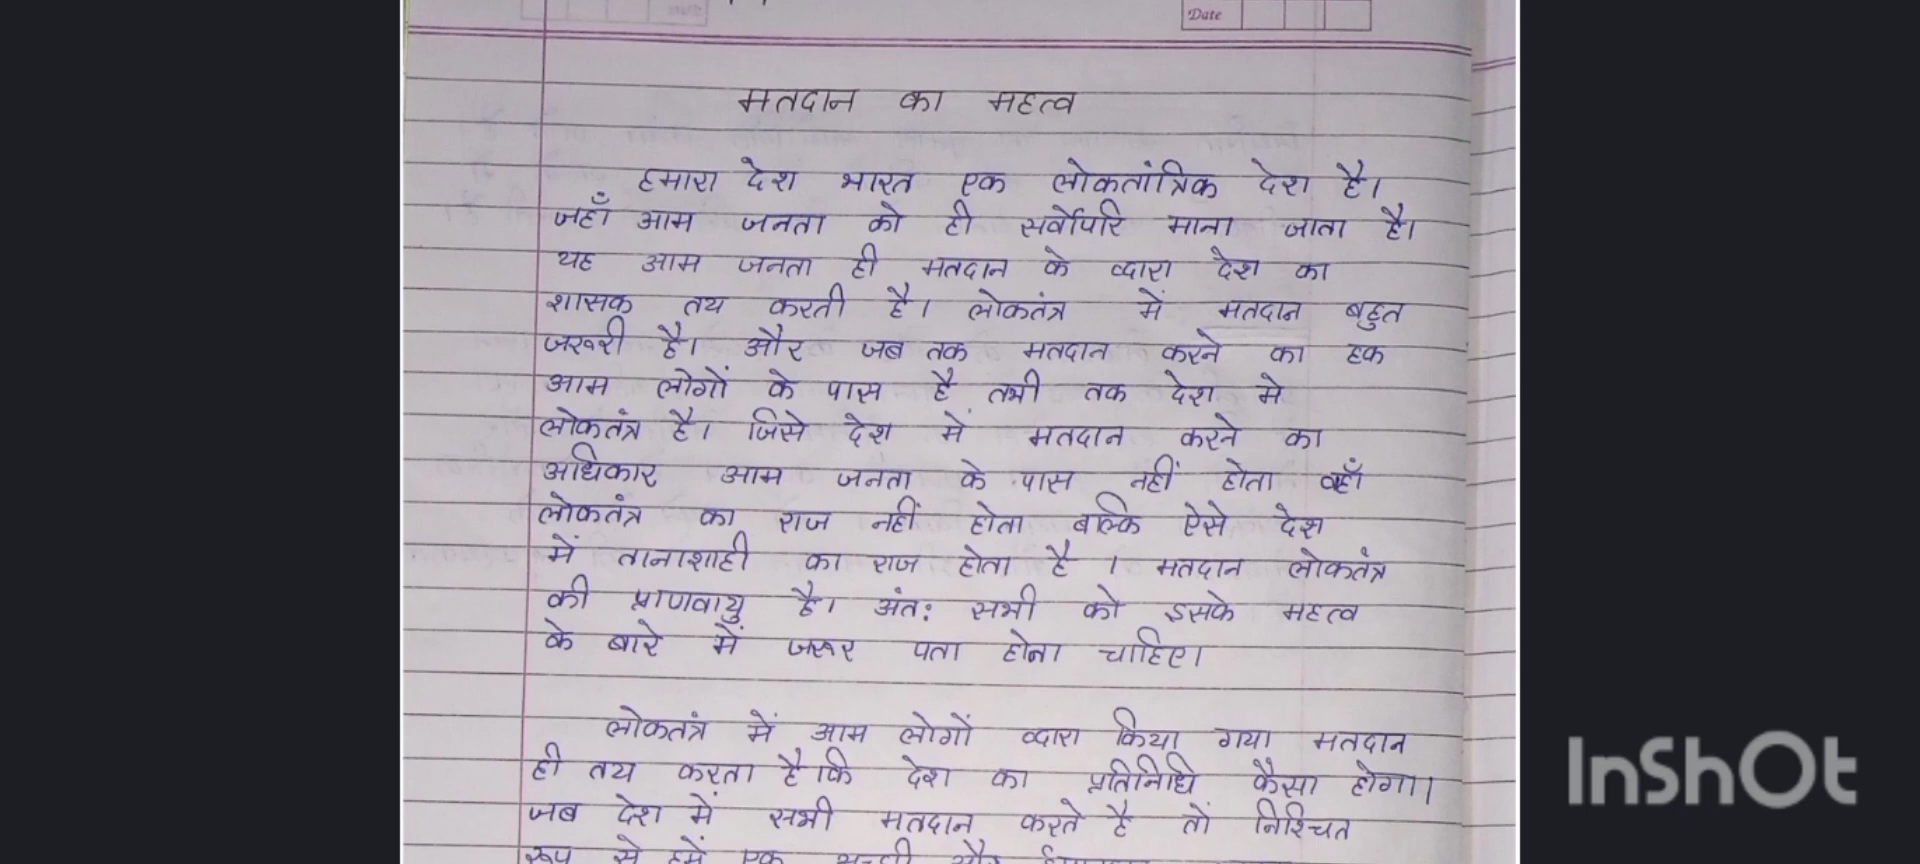 Date
मतदान का महत्व
हमारा देश भारत एक लोकतांत्रिक देश है।
जहाँ आम जनता को ही सर्वोपरि माना जाता है।
यह आम जनता ही मतदान के व्दारा देश का
शासक तय करती है। लोकतंत्र में मतदान बहुत
जरूरी है। और जब तक मतदान करने का हक
आम लोगों के पास है तभी तक देश मे
लोकतंत्र है। जिसे देश में मतदान करने का
अधिकार आम जनता के पास नहीं होता वहाँ
लोकतंत्र का राज नहीं होता बल्कि ऐसे देश
में तानाशाही का राज होता है । मतदान लोकतंत्र
की प्राणवायु है। अंत: सभी को इसके महत्व
के बारे में जरूर पता होना चाहिए।
लोकतत्रं में आम लोगों व्दारा किया गया मतदान
ही तय करता है कि देश का प्रतिनिधि कैसा होगा।
जब देश में सभी मतदान करते है तों निश्चित
रूप से हमें एक
InShOt